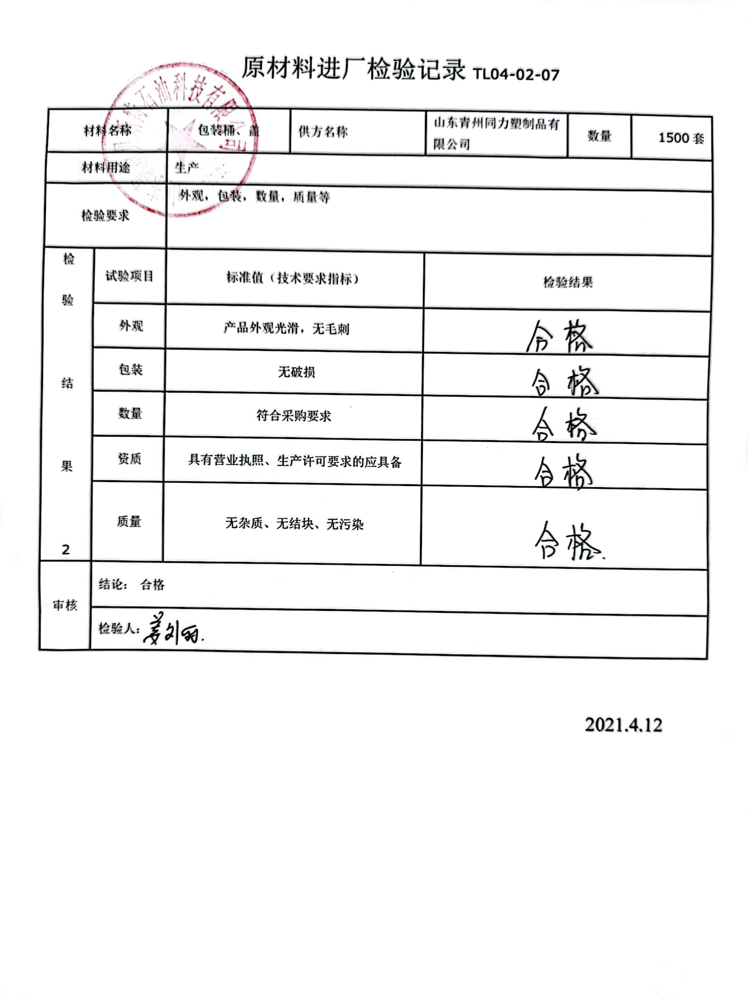 原材料进厂检验记录 TL04-02-07
石油科技有限公司
材料名称 包装桶、盖 供方名称 山东青州同力塑制品有
限公司 数量 1500 套
材料用途 生产
检验要求 外观，包装，数量，质量等
检验结果2
试验项目 标准值（技术要求指标） 检验结果
外观 产品外观光滑，无毛刺 合格
包装 无破损 合格
数量 符合采购要求 合格
资质 具有营业执照、生产许可要求的应具备 合格
质量 无杂质、无结块、无污染 合格.
审核 结论： 合格
检验人：姜
2021.4.12